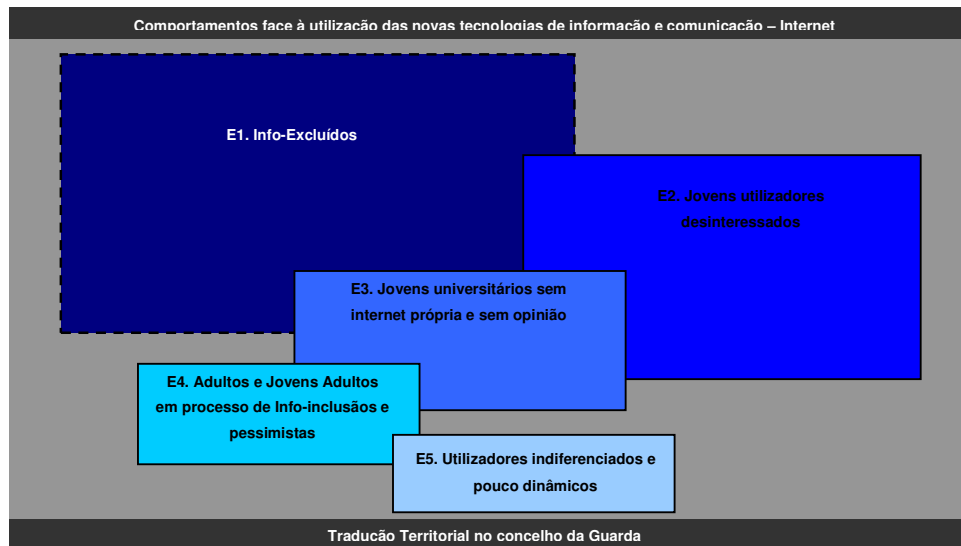 Comportamentos face à utilização das novas tecnologias de informação e comunicação – Internet
E1. Info-Excluídos
E2. Jovens utilizadores
desinteressados
E3. Jovens universitários sem
internet própria e sem opinião
E4. Adultos e Jovens Adultos
em processo de Info-inclusãos e
pessimistas
E5. Utilizadores indiferenciados e
pouco dinâmicos
Tradução Territorial no concelho da Guarda